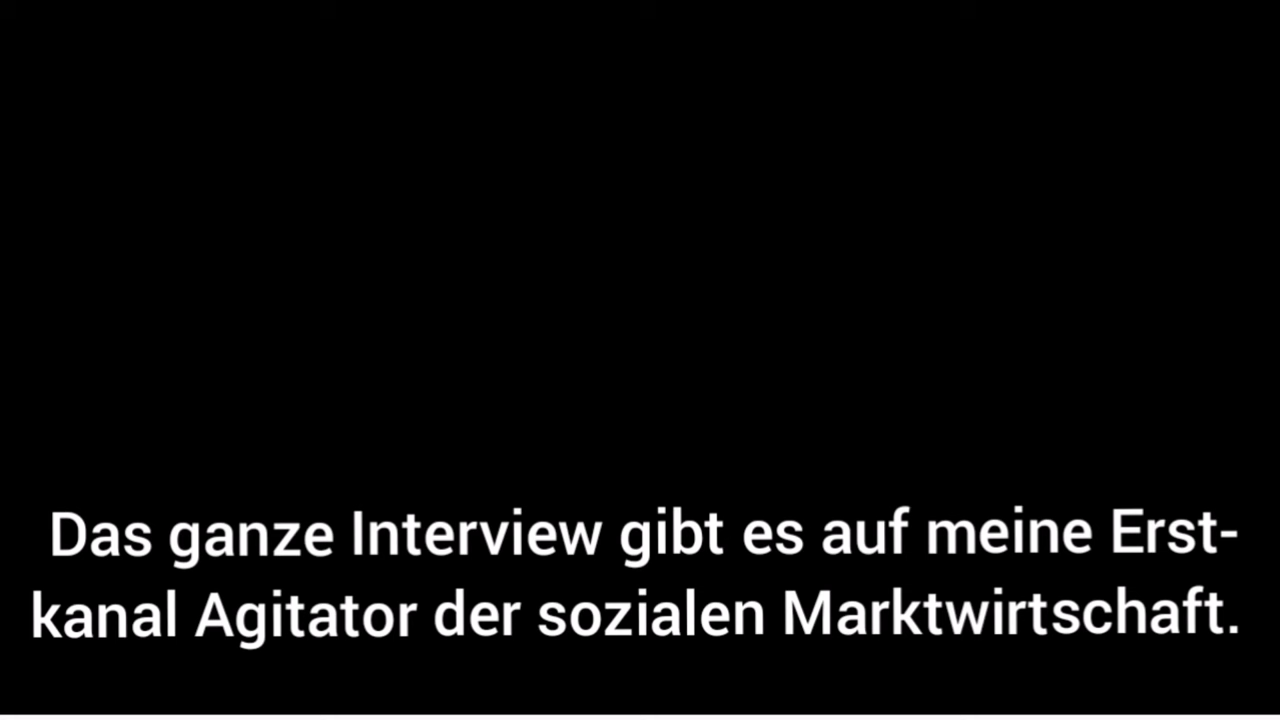 Das ganze Interview gibt es auf meine Erst-
kanal Agitator der sozialen Marktwirtschaft.